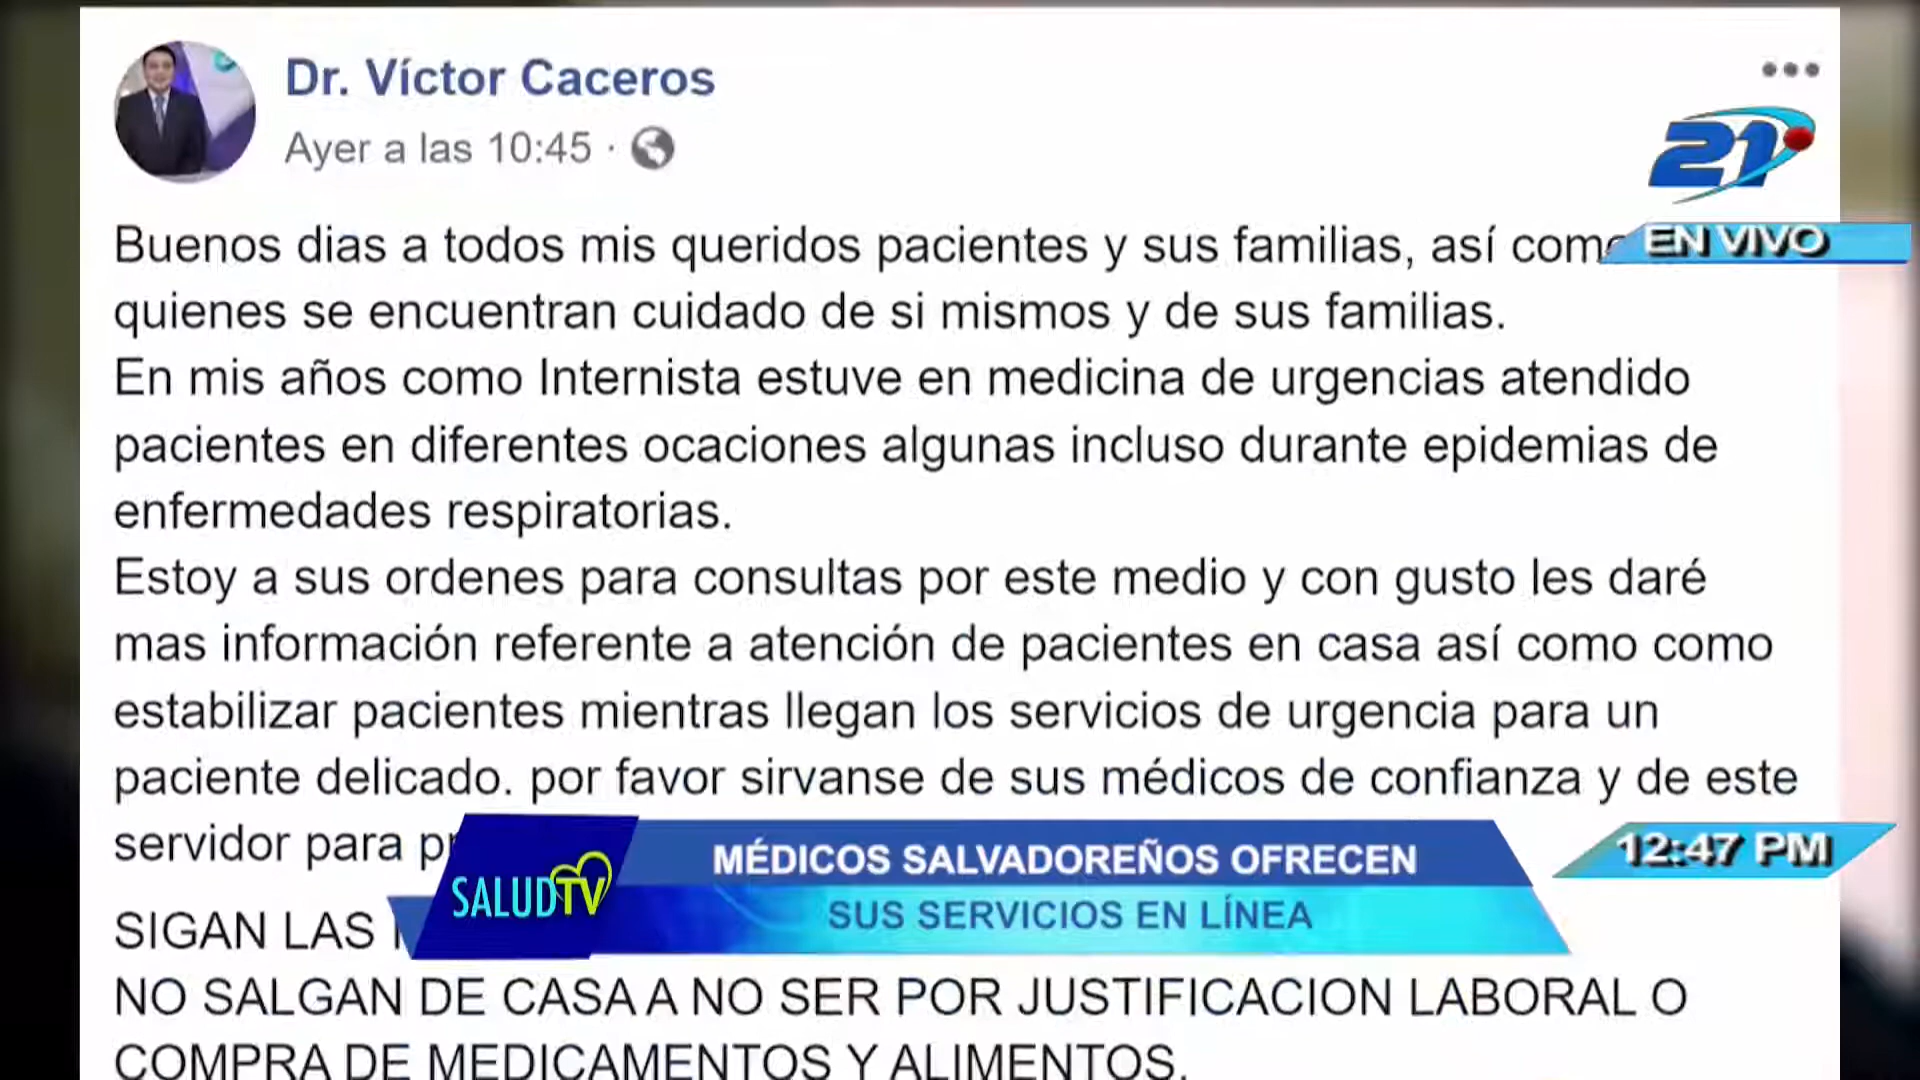 Dr. Víctor Caceros
Ayer a las 10:45 ·
21
EN VIVO
Buenos dias a todos mis queridos pacientes y sus familias, así
quienes se encuentran cuidado de si mismos y de sus familias.
En mis años como Internista estuve en medicina de urgencias atendido
pacientes en diferentes ocaciones algunas incluso durante epidemias de
enfermedades respiratorias.
Estoy a sus ordenes para consultas por este medio y con gusto les daré
mas información referente a atención de pacientes en casa así como como
estabilizar pacientes mientras llegan los servicios de urgencia para un
paciente delicado. por favor sirvanse de sus médicos de confianza y de este
servidor para
SIGAN LAS
NO SALGAN DE CASA A NO SER POR JUSTIFICACION LABORAL O
COMPRA DE MEDICAMENTOS Y ALIMENTOS.
SALUDTV
MÉDICOS SALVADOREÑOS OFRECEN
SUS SERVICIOS EN LÍNEA
12:47 PM